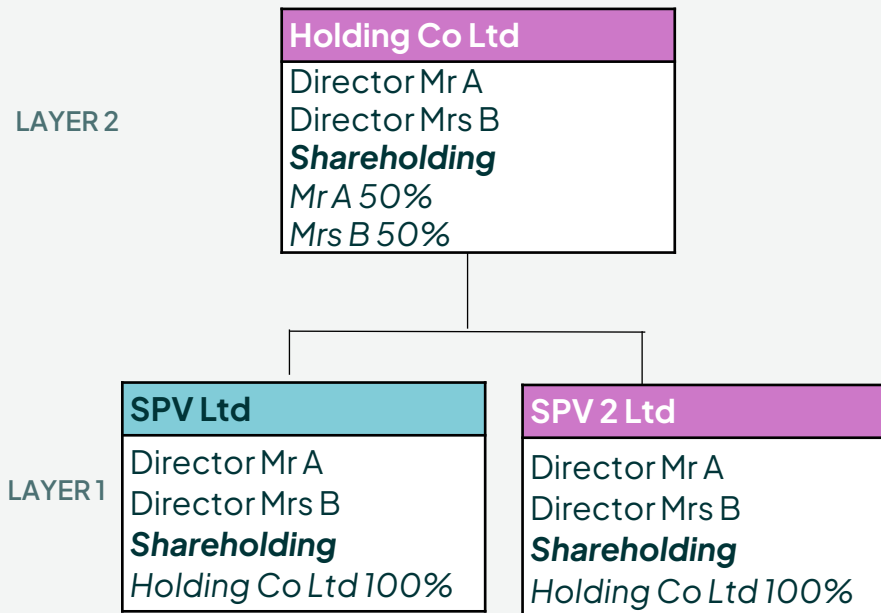 Holding Co Ltd
LAYER 2
Director Mr A
Director Mrs B
Shareholding
Mr A 50%
Mrs B 50%
LAYER 1
SPV Ltd
Director Mr A
Director Mrs B
Shareholding
Holding Co Ltd 100%
SPV 2 Ltd
Director Mr A
Director Mrs B
Shareholding
Holding Co Ltd 100%